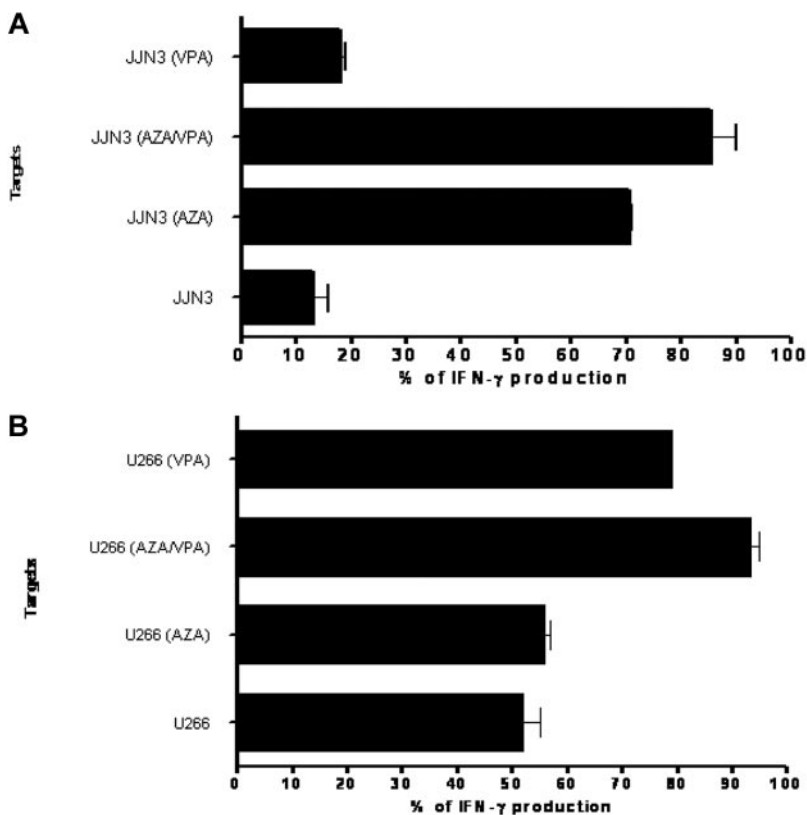 A
JJN3 (VPA)
JJN3 (AZA/VPA)
JJN3 (AZA)
JJN3
Targets
0 10 20 30 40 50 60 70 80 90 100
% of IFN-γ production
B
U266 (VPA)
U266 (AZA/VPA)
U266 (AZA)
U266
Targets
0 10 20 30 40 50 60 70 80 90 100
% of IFN-γ production